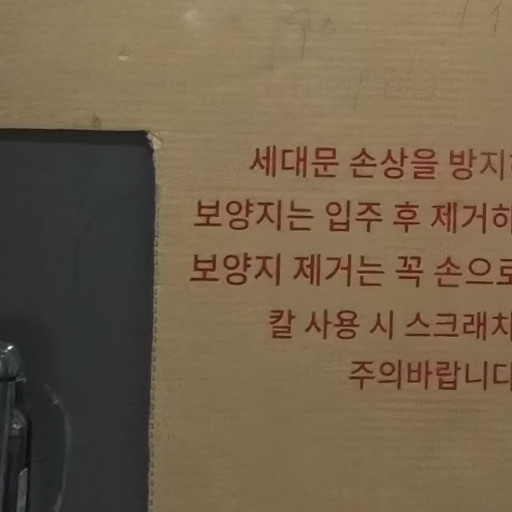 세대문 손상을 방지
보양지는 입주 후 제거하
보양지 제거는 꼭 손으로
칼 사용 시 스크래치
주의바랍니다